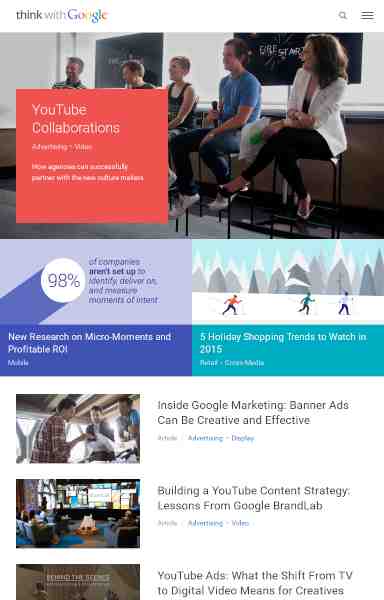 think with Google
FIRESTARTERS
YouTube
Collaborations
Advertising • Video
How agencies can successfully
partner with the new culture makers
98%
of companies
aren't set up to
identify, deliver on,
and measure
moments of intent
New Research on Micro-Moments and
Profitable ROI
Mobile
5 Holiday Shopping Trends to Watch in
2015
Retail • Cross-Media
Inside Google Marketing: Banner Ads
Can Be Creative and Effective
Article Advertising • Display
Building a YouTube Content Strategy:
Lessons From Google BrandLab
Article Advertising • Video
BEHIND THE SCENES
YouTube Ads: What the Shift From TV
to Digital Video Means for Creatives